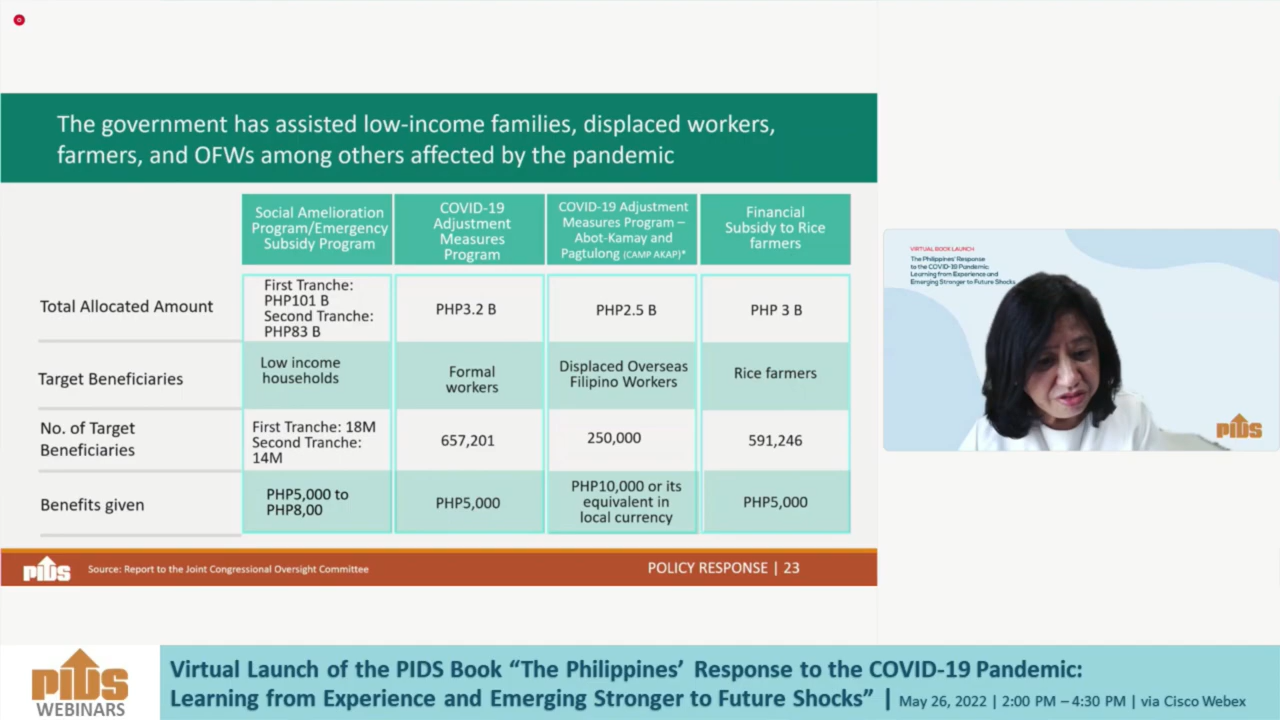 The government has assisted low-income families, displaced workers,
farmers, and OFWs among others affected by the pandemic
Social Amelioration
Program/Emergency
Subsidy Program
COVID-19
Adjustment
Measures
Program
COVID-19 Adjustment
Measures Program –
Abot-Kamay and
Pagtulong (CAMP AKAP)*
Financial
Subsidy to Rice
farmers
Total Allocated Amount
First Tranche:
PHP101 B
Second Tranche:
PHP83 B
PHP3.2 B
PHP2.5 B
PHP 3 B
Target Beneficiaries
Low income
households
Formal
workers
Displaced Overseas
Filipino Workers
Rice farmers
No. of Target
Beneficiaries
First Tranche: 18M
Second Tranche:
14M
657,201
250,000
591,246
Benefits given
PHP5,000 to
PHP8,00
PHP5,000
PHP10,000 or its
equivalent in
local currency
PHP5,000
PIDS
Source: Report to the Joint Congressional Oversight Committee
POLICY RESPONSE | 23
VIRTUAL BOOK LAUNCH
The Philippines' Response
to the COVID-19 Pandemic:
Learning from Experience and
Emerging Stronger to Future Shocks
PIDS
PIDS
WEBINARS
Virtual Launch of the PIDS Book “The Philippines’ Response to the COVID-19 Pandemic:
Learning from Experience and Emerging Stronger to Future Shocks” | May 26, 2022 | 2:00 PM – 4:30 PM | via Cisco Webex